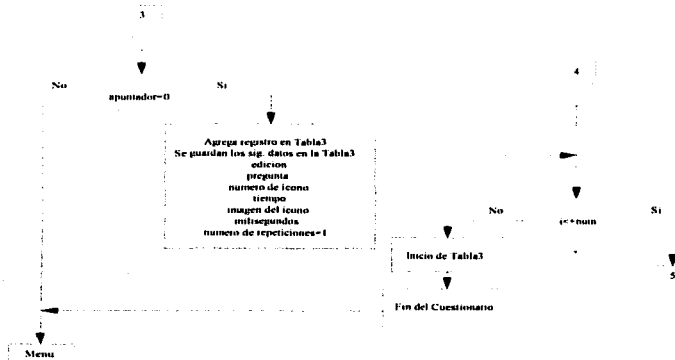 3
No
Si
apuntador=0
Agrega registro en Tabla3
Se guardan los sig. datos en la Tabla3
edicion
pregunta
numero de icono
tiempo
imagen del icono
milisegundos
numero de repeticiones=1
4
No
i<=num
Si
5
Inicio de Tabla3
Fin del Cuestionario
Menu